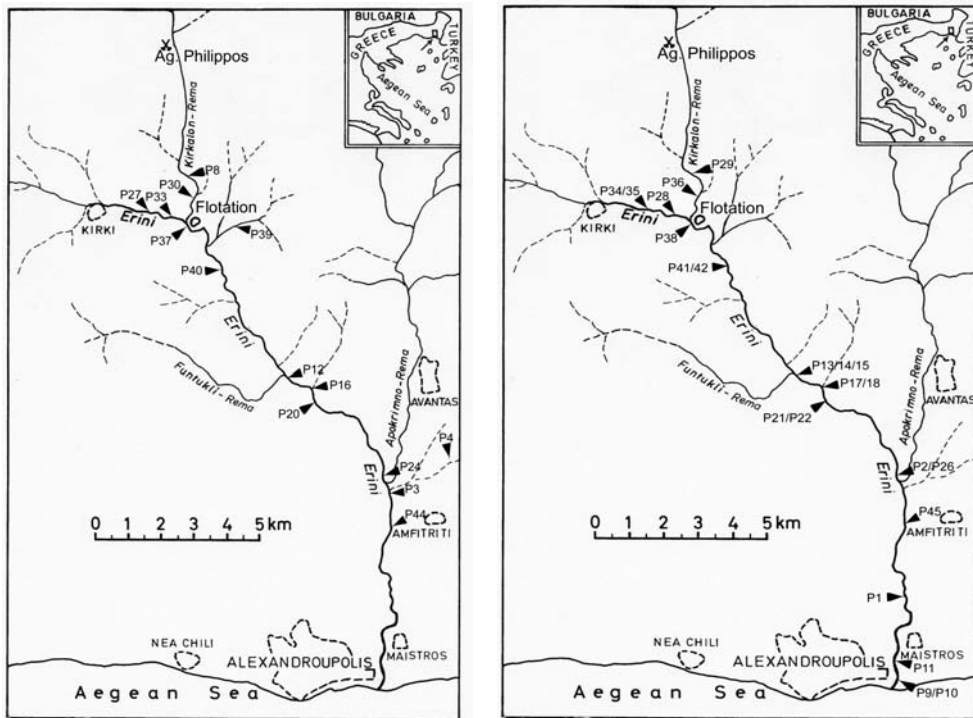 BULGARIA
GREECE
TURKEY
Aegean Sea
Ag. Philippos
Kirkalon-Rema
P8
P30
P27
P33
Flotation
Erini
KIRKI
P37
P39
P40
Erini
Funtukli-Rema
P12
P16
P20
Apokrimno-Rema
AVANTAS
P4
Erini
P24
P3
P44
AMFITRITI
0 1 2 3 4 5 km
NEA CHILI
ALEXANDROUPOLIS
MAISTROS
Aegean Sea
BULGARIA
GREECE
TURKEY
Aegean Sea
Ag. Philippos
Kirkalon-Rema
P29
P36
P34/35
P28
Flotation
Erini
KIRKI
P38
P41/42
Erini
Funtukli-Rema
P13/14/15
P17/18
P21/P22
Apokrimno-Rema
AVANTAS
Erini
P2/P26
P45
AMFITRITI
0 1 2 3 4 5 km
P1
NEA CHILI
ALEXANDROUPOLIS
MAISTROS
P11
P9/P10
Aegean Sea